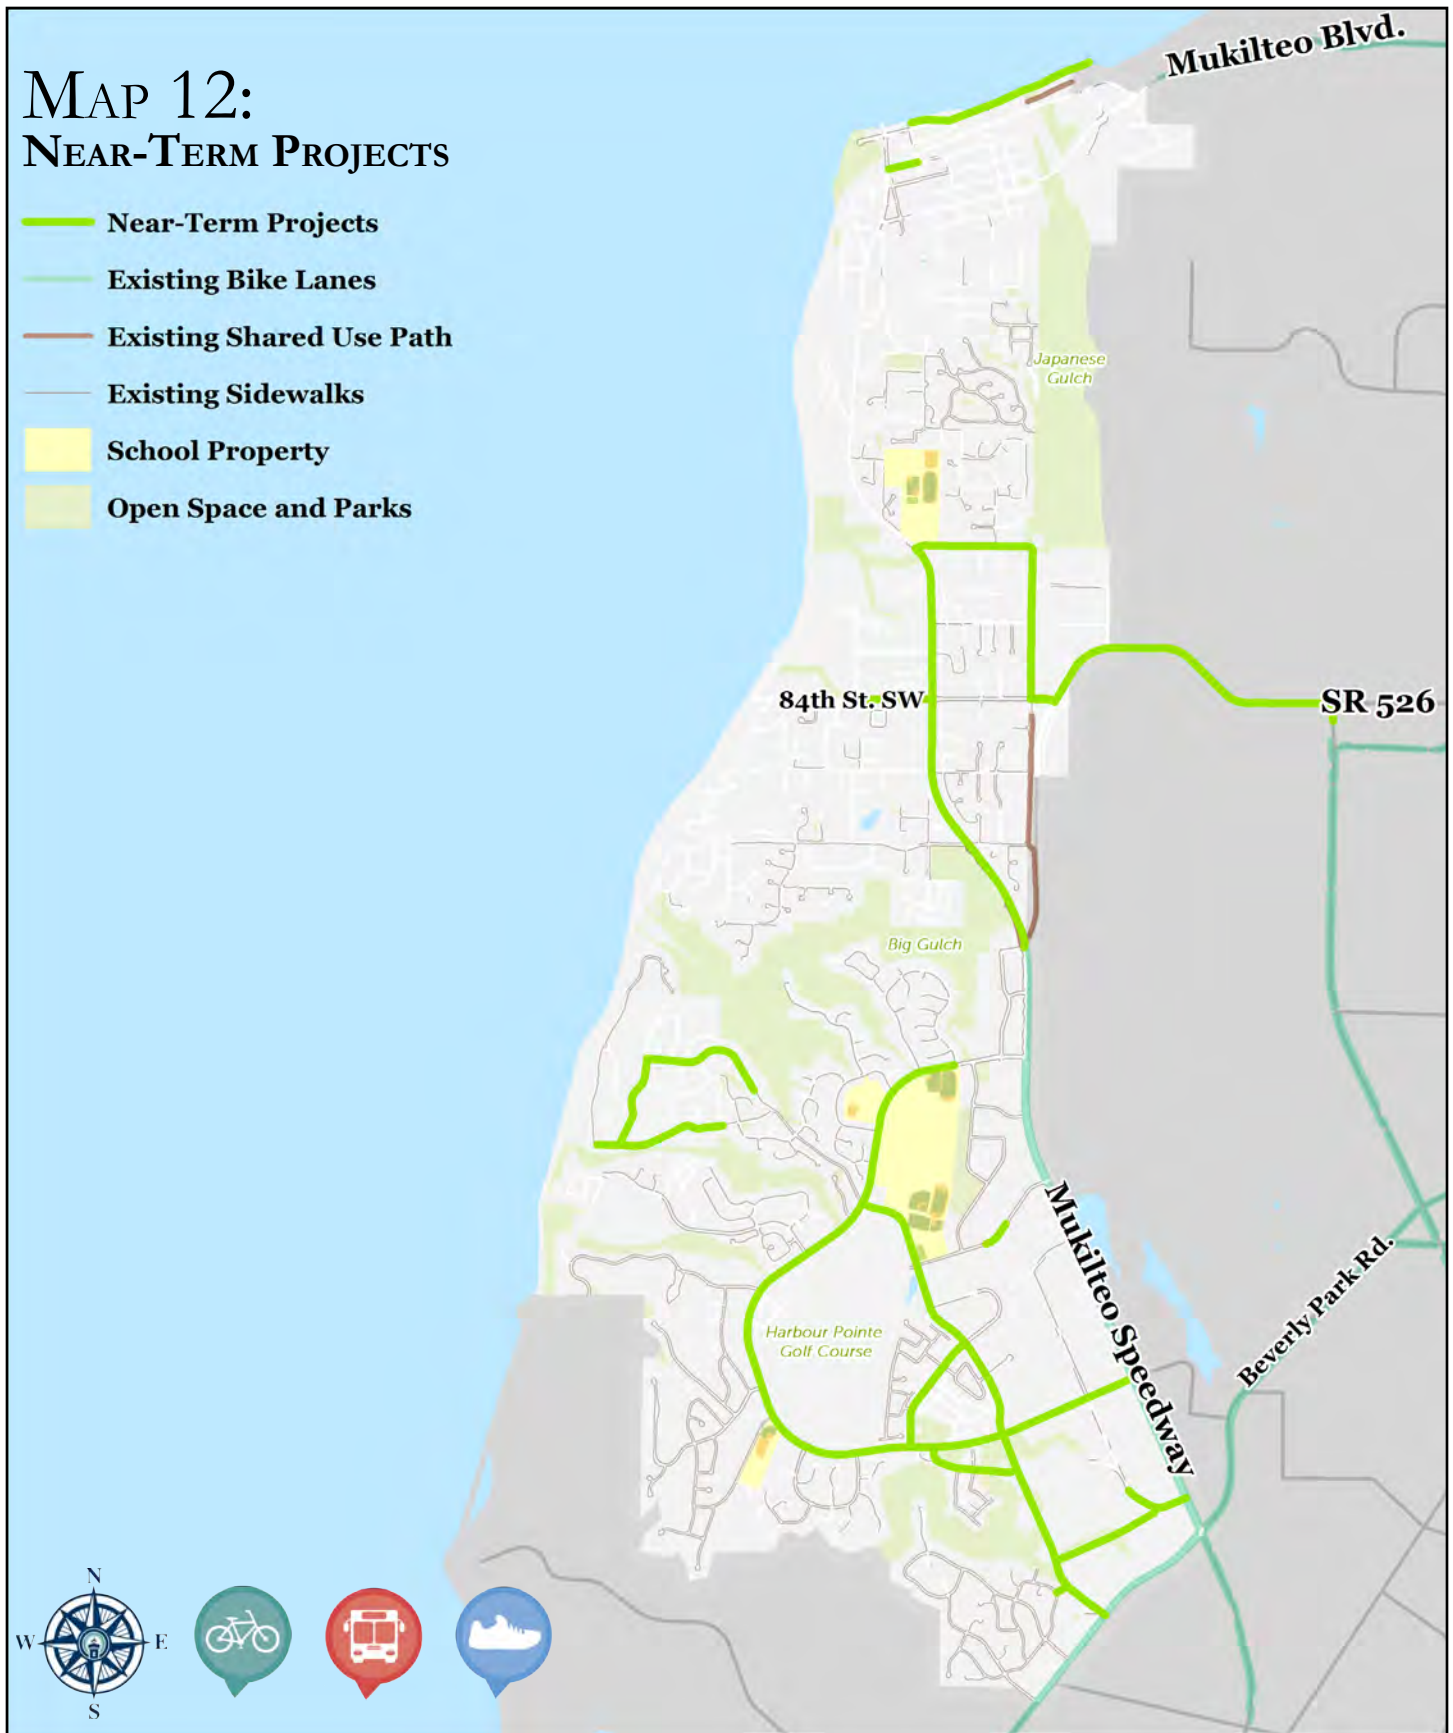 MAP 12:
NEAR-TERM PROJECTS
Near-Term Projects
Existing Bike Lanes
Existing Shared Use Path
Existing Sidewalks
School Property
Open Space and Parks
Mukilteo Blvd.
Japanese
Gulch
84th St. SW
SR 526
Big Gulch
Mukilteo Speedway
Beverly Park Rd.
Harbour Pointe
Golf Course
N
W
E
S